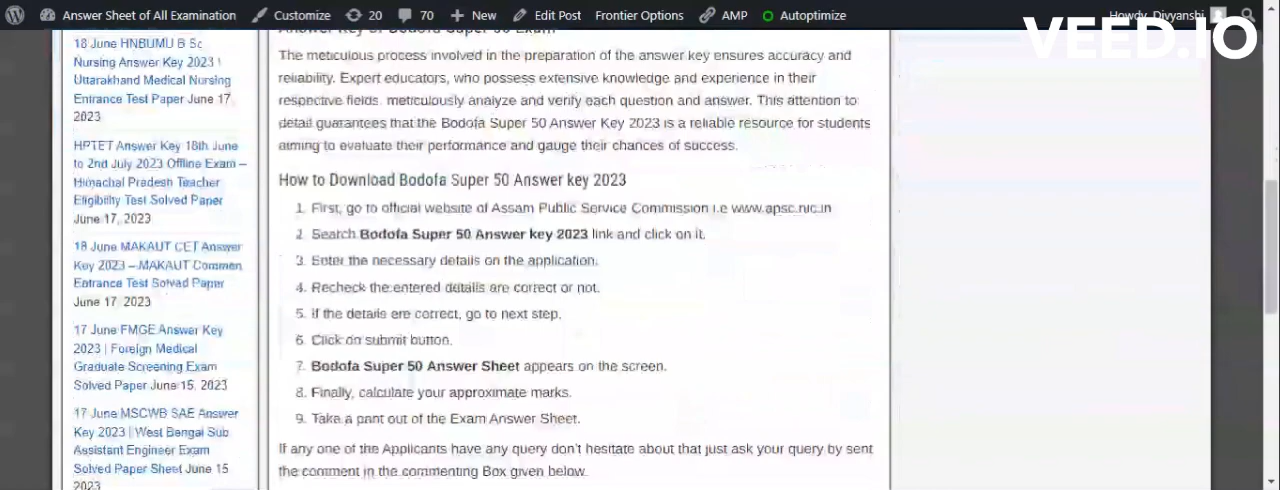 Answer Sheet of All Examination Customize 20 70 New Edit Post Frontier Options AMP Autoptimize Howdy, Divyanshi
VEED.IO
18 June HNBUMU B Sc
Nursing Answer Key 2023 |
Uttarakhand Medical Nursing
Entrance Test Paper June 17,
2023
HPTET Answer Key 18th June
to 2nd July 2023 Offline Exam –
Himachal Pradesh Teacher
Eligibility Test Solved Paper
June 17, 2023
18 June MAKAUT CET Answer
Key 2023 – MAKAUT Common
Entrance Test Solved Paper
June 17, 2023
17 June FMGE Answer Key
2023 | Foreign Medical
Graduate Screening Exam
Solved Paper June 15, 2023
17 June MSCWB SAE Answer
Key 2023 | West Bengal Sub
Assistant Engineer Exam
Solved Paper Sheet June 15
2023
Answer Key of Bodofa Super 50 Exam
The meticulous process involved in the preparation of the answer key ensures accuracy and
reliability. Expert educators, who possess extensive knowledge and experience in their
respective fields, meticulously analyze and verify each question and answer. This attention to
detail guarantees that the Bodofa Super 50 Answer Key 2023 is a reliable resource for students
aiming to evaluate their performance and gauge their chances of success.
How to Download Bodofa Super 50 Answer key 2023
1. First, go to official website of Assam Public Service Commission i.e www.apsc.nic.in
2. Search Bodofa Super 50 Answer key 2023 link and click on it.
3. Enter the necessary details on the application.
4. Recheck the entered details are correct or not.
5. If the details are correct, go to next step.
6. Click on submit button.
7. Bodofa Super 50 Answer Sheet appears on the screen.
8. Finally, calculate your approximate marks.
9. Take a print out of the Exam Answer Sheet.
If any one of the Applicants have any query don't hesitate about that just ask your query by sent
the comment in the commenting Box given below.